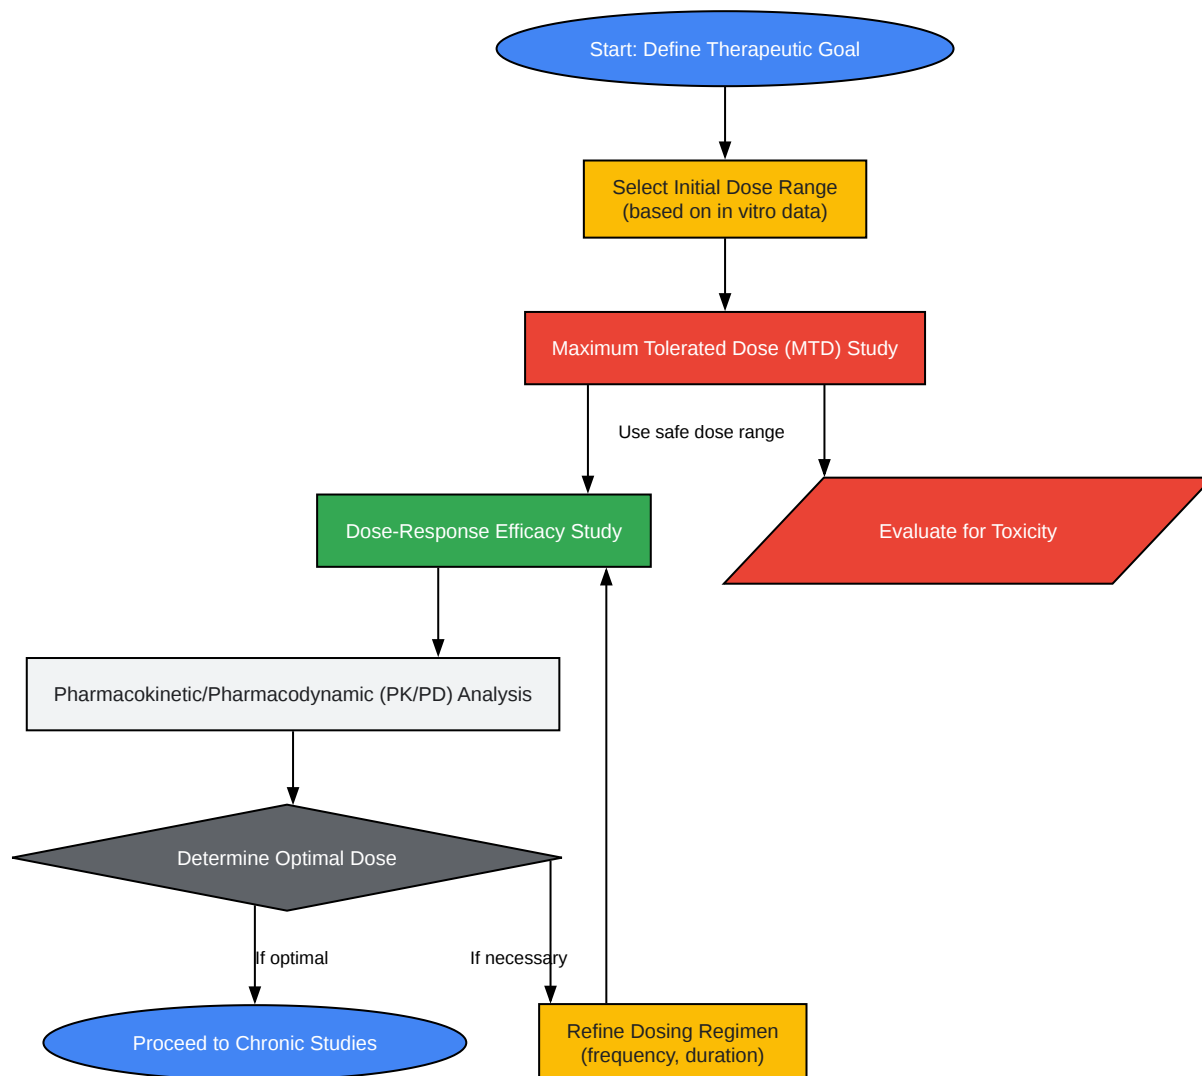 Start: Define Therapeutic Goal
Select Initial Dose Range
(based on in vitro data)
Maximum Tolerated Dose (MTD) Study
Use safe dose range
Dose-Response Efficacy Study
Evaluate for Toxicity
Pharmacokinetic/Pharmacodynamic (PK/PD) Analysis
Determine Optimal Dose
If optimal
If necessary
Proceed to Chronic Studies
Refine Dosing Regimen
(frequency, duration)